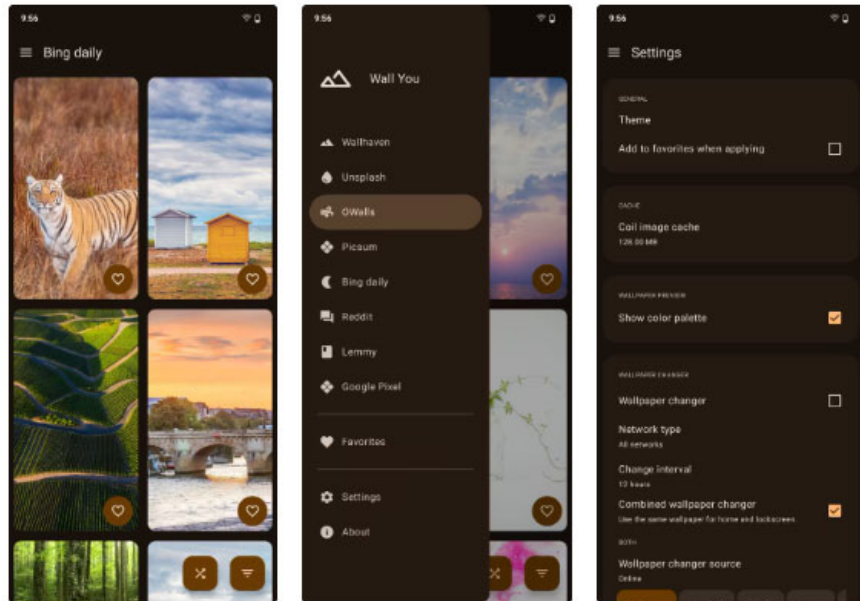 9:56
Bing daily
9:56
Wall You
Wallhaven
Unsplash
OWalls
Picsum
Bing daily
Reddit
Lemmy
Google Pixel
Favorites
Settings
About
9:56
Settings
GENERAL
Theme
Add to favorites when applying
CACHE
Coil image cache
128.00 MB
WALLPAPER PREVIEW
Show color palette
WALLPAPER CHANGER
Wallpaper changer
Network type
All networks
Change interval
12 hours
Combined wallpaper changer
Use the same wallpaper for home and lockscreen
BOTH
Wallpaper changer source
Online